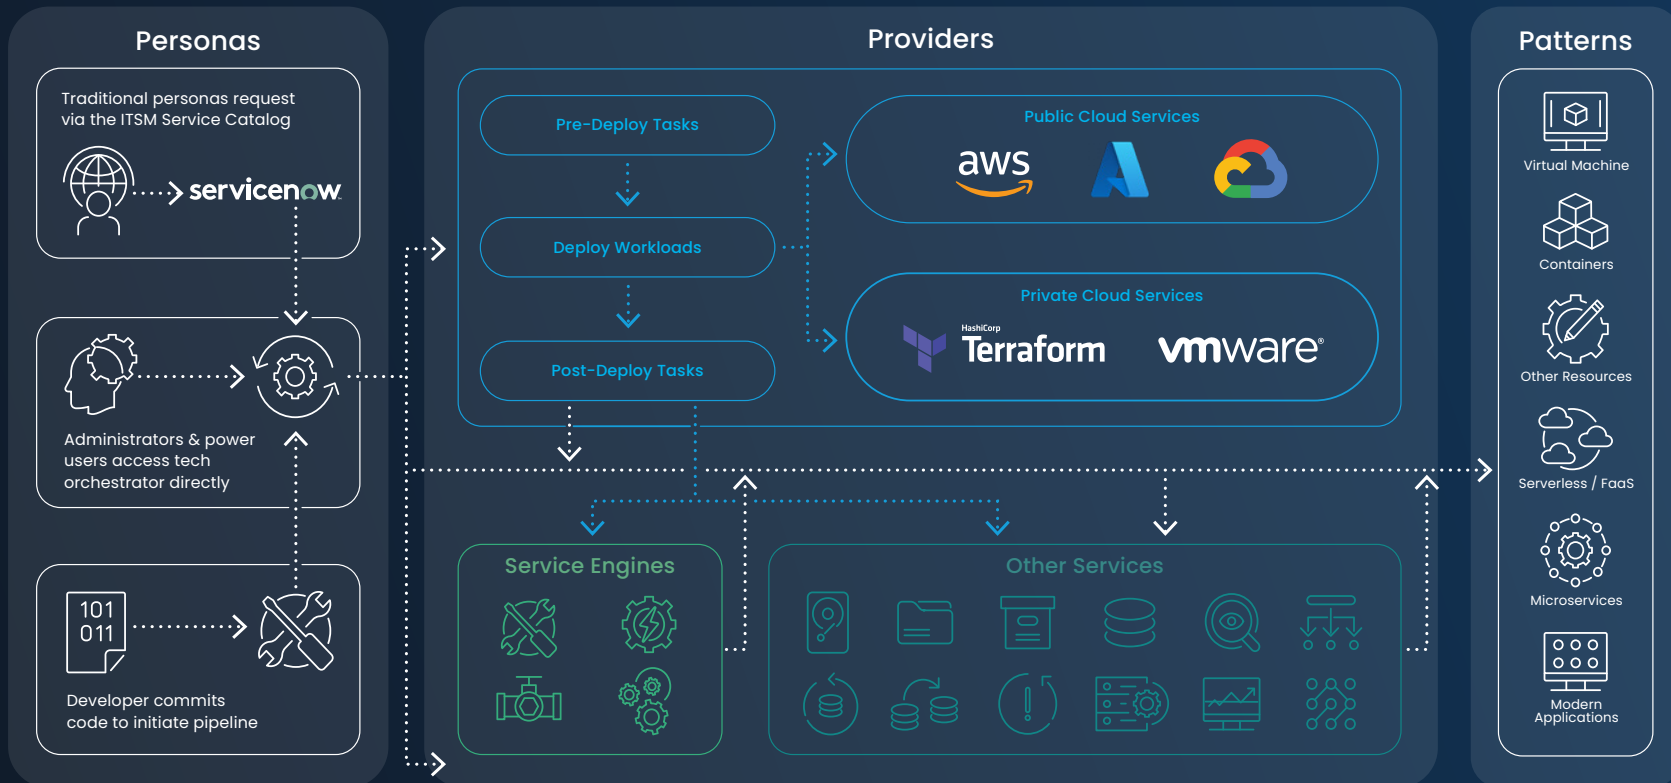 Personas
Traditional personas request
via the ITSM Service Catalog
servicenow
Administrators & power
users access tech
orchestrator directly
101
011
Developer commits
code to initiate pipeline
Providers
Pre-Deploy Tasks
Deploy Workloads
Post-Deploy Tasks
Public Cloud Services
aws
Private Cloud Services
HashiCorp
Terraform
vmware®
Service Engines
Other Services
Patterns
Virtual Machine
Containers
Other Resources
Serverless / FaaS
Microservices
Modern
Applications